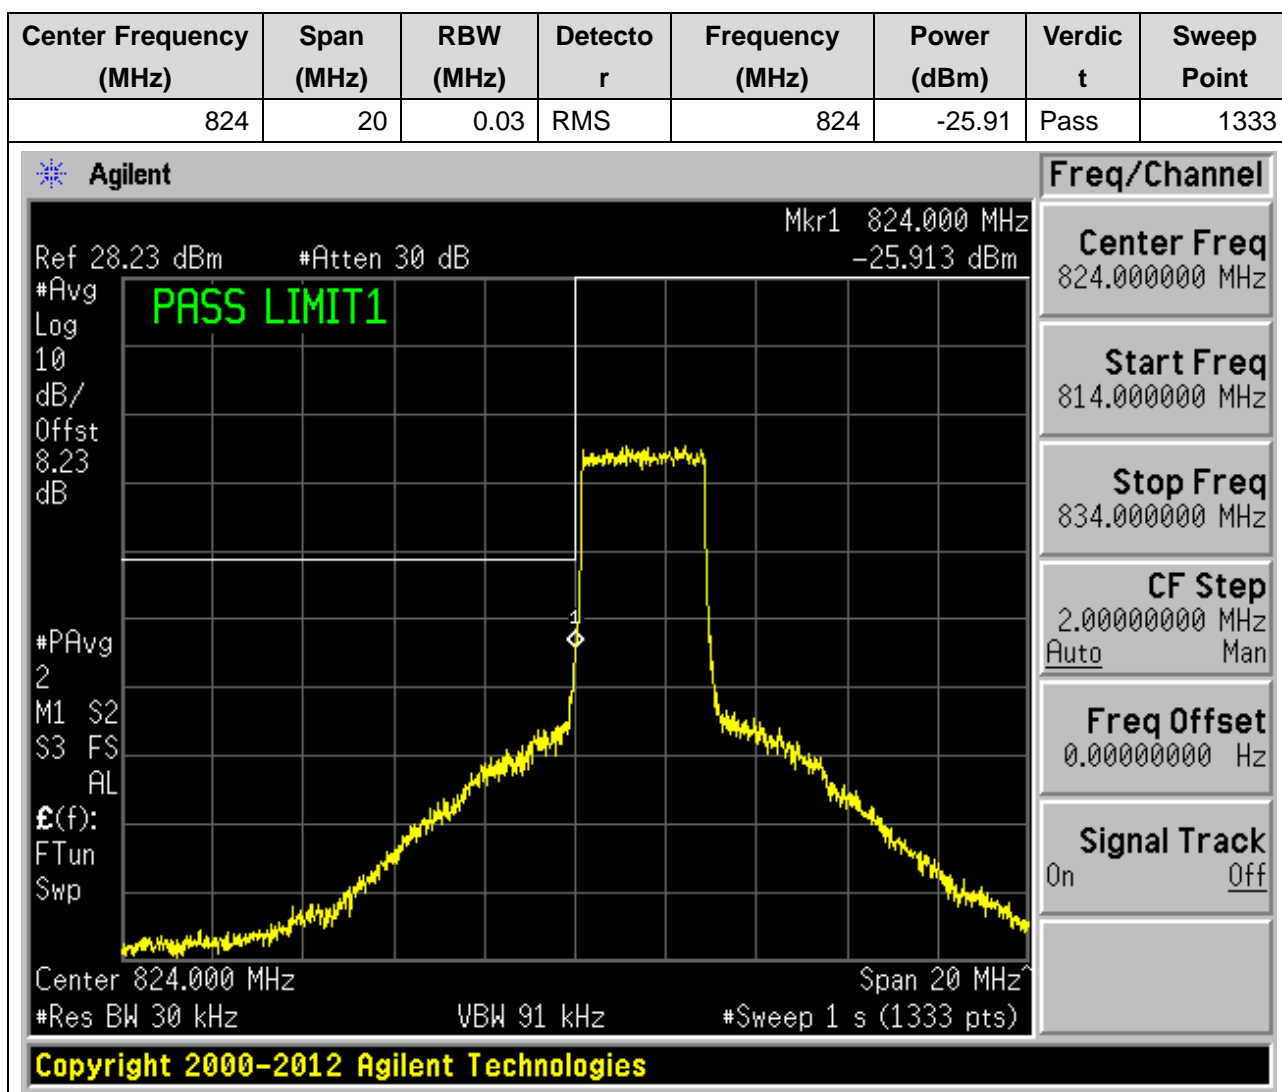 Center Frequency (MHz) Span (MHz) RBW (MHz) Detecto r Frequency (MHz) Power (dBm) Verdic t Sweep Point
824 20 0.03 RMS 824 -25.91 Pass 1333
Agilent
Freq/Channel
Mkr1 824.000 MHz
Ref 28.23 dBm #Atten 30 dB -25.913 dBm
#Avg
Log
10
dB/
Offst
8.23
dB
PASS LIMIT1
1
#PAvg
2
M1 S2
S3 FS
AL
£(f):
FTun
Swp
Center 824.000 MHz Span 20 MHz^
#Res BW 30 kHz VBW 91 kHz #Sweep 1 s (1333 pts)
Center Freq
824.000000 MHz
Start Freq
814.000000 MHz
Stop Freq
834.000000 MHz
CF Step
2.00000000 MHz
Auto Man
Freq Offset
0.00000000 Hz
Signal Track
On Off
Copyright 2000-2012 Agilent Technologies